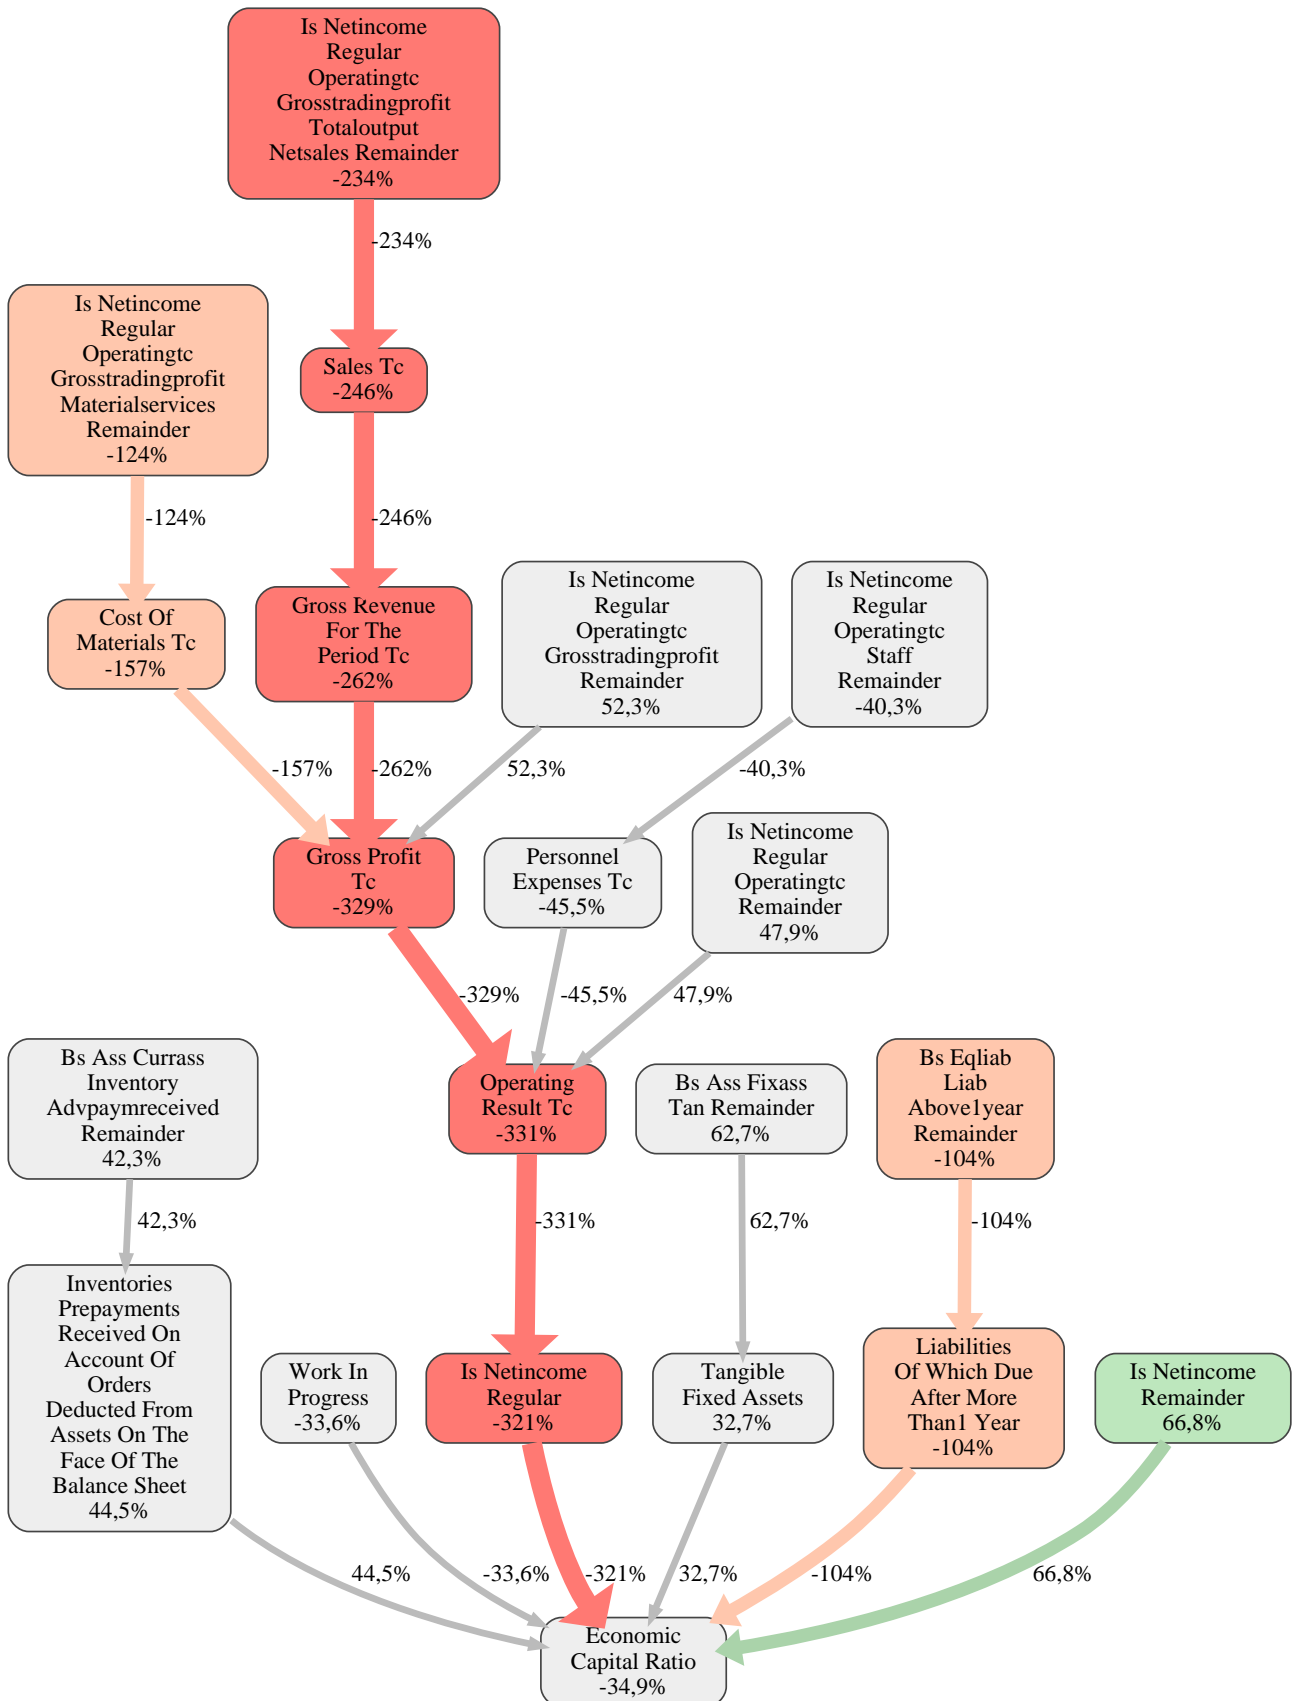 Is Netincome
Regular
Operatingtc
Grosstradingprofit
Totaloutput
Netsales Remainder
-234%
-234%
Is Netincome
Regular
Operatingtc
Grosstradingprofit
Materialservices
Remainder
-124%
Sales Tc
-246%
-124%
-246%
Cost Of
Materials Tc
-157%
Gross Revenue
For The
Period Tc
-262%
Is Netincome
Regular
Operatingtc
Grosstradingprofit
Remainder
52,3%
Is Netincome
Regular
Operatingtc
Staff
Remainder
-40,3%
-157%
-262%
52,3%
-40,3%
Gross Profit
Tc
-329%
Personnel
Expenses Tc
-45,5%
Is Netincome
Regular
Operatingtc
Remainder
47,9%
-329%
-45,5%
47,9%
Bs Ass Currass
Inventory
Advpaymreceived
Remainder
42,3%
Operating
Result Tc
-331%
Bs Ass Fixass
Tan Remainder
62,7%
Bs Eqliab
Liab
Above1year
Remainder
-104%
42,3%
-331%
62,7%
-104%
Inventories
Prepayments
Received On
Account Of
Orders
Deducted From
Assets On The
Face Of The
Balance Sheet
44,5%
Work In
Progress
-33,6%
Is Netincome
Regular
-321%
Tangible
Fixed Assets
32,7%
Liabilities
Of Which Due
After More
Than1 Year
-104%
Is Netincome
Remainder
66,8%
44,5%
-33,6%
-321%
32,7%
-104%
66,8%
Economic
Capital Ratio
-34,9%